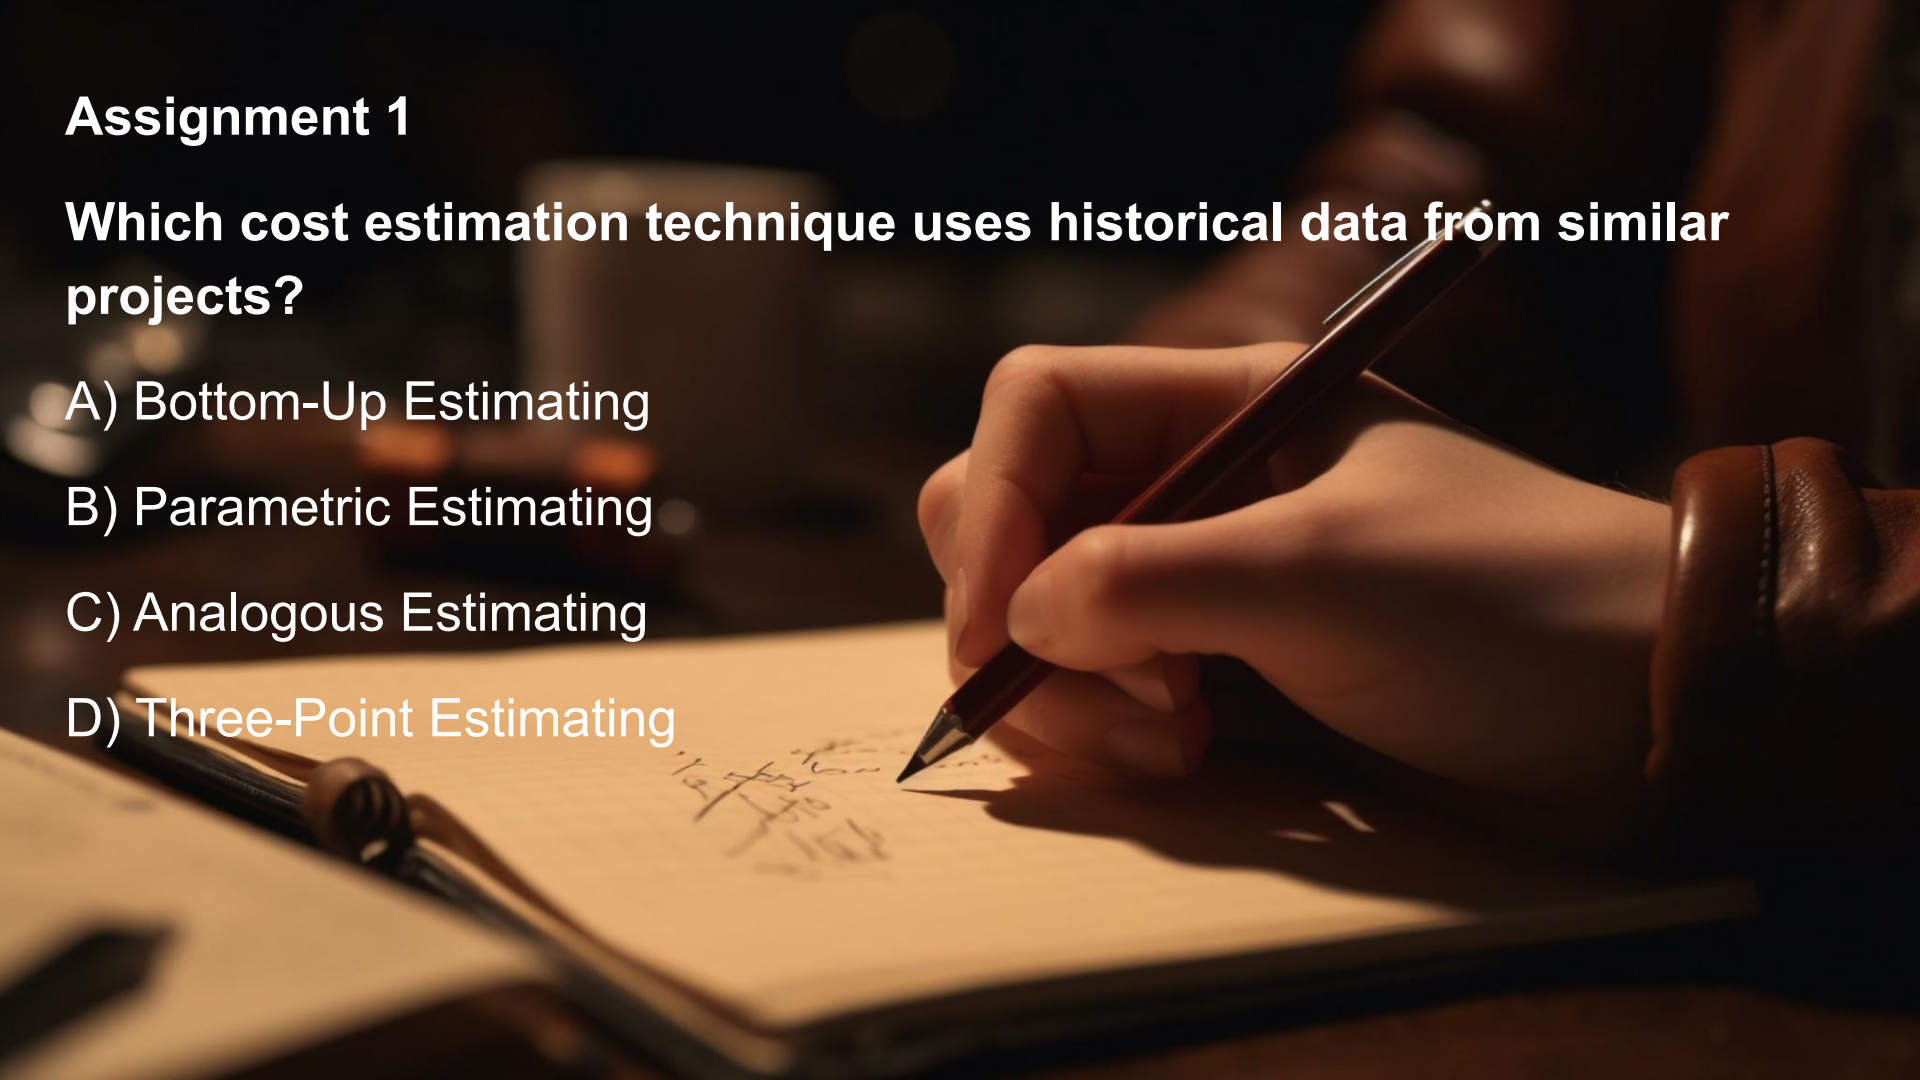 Assignment 1
Which cost estimation technique uses historical data from similar
projects?
A) Bottom-Up Estimating
B) Parametric Estimating
C) Analogous Estimating
D) Three-Point Estimating